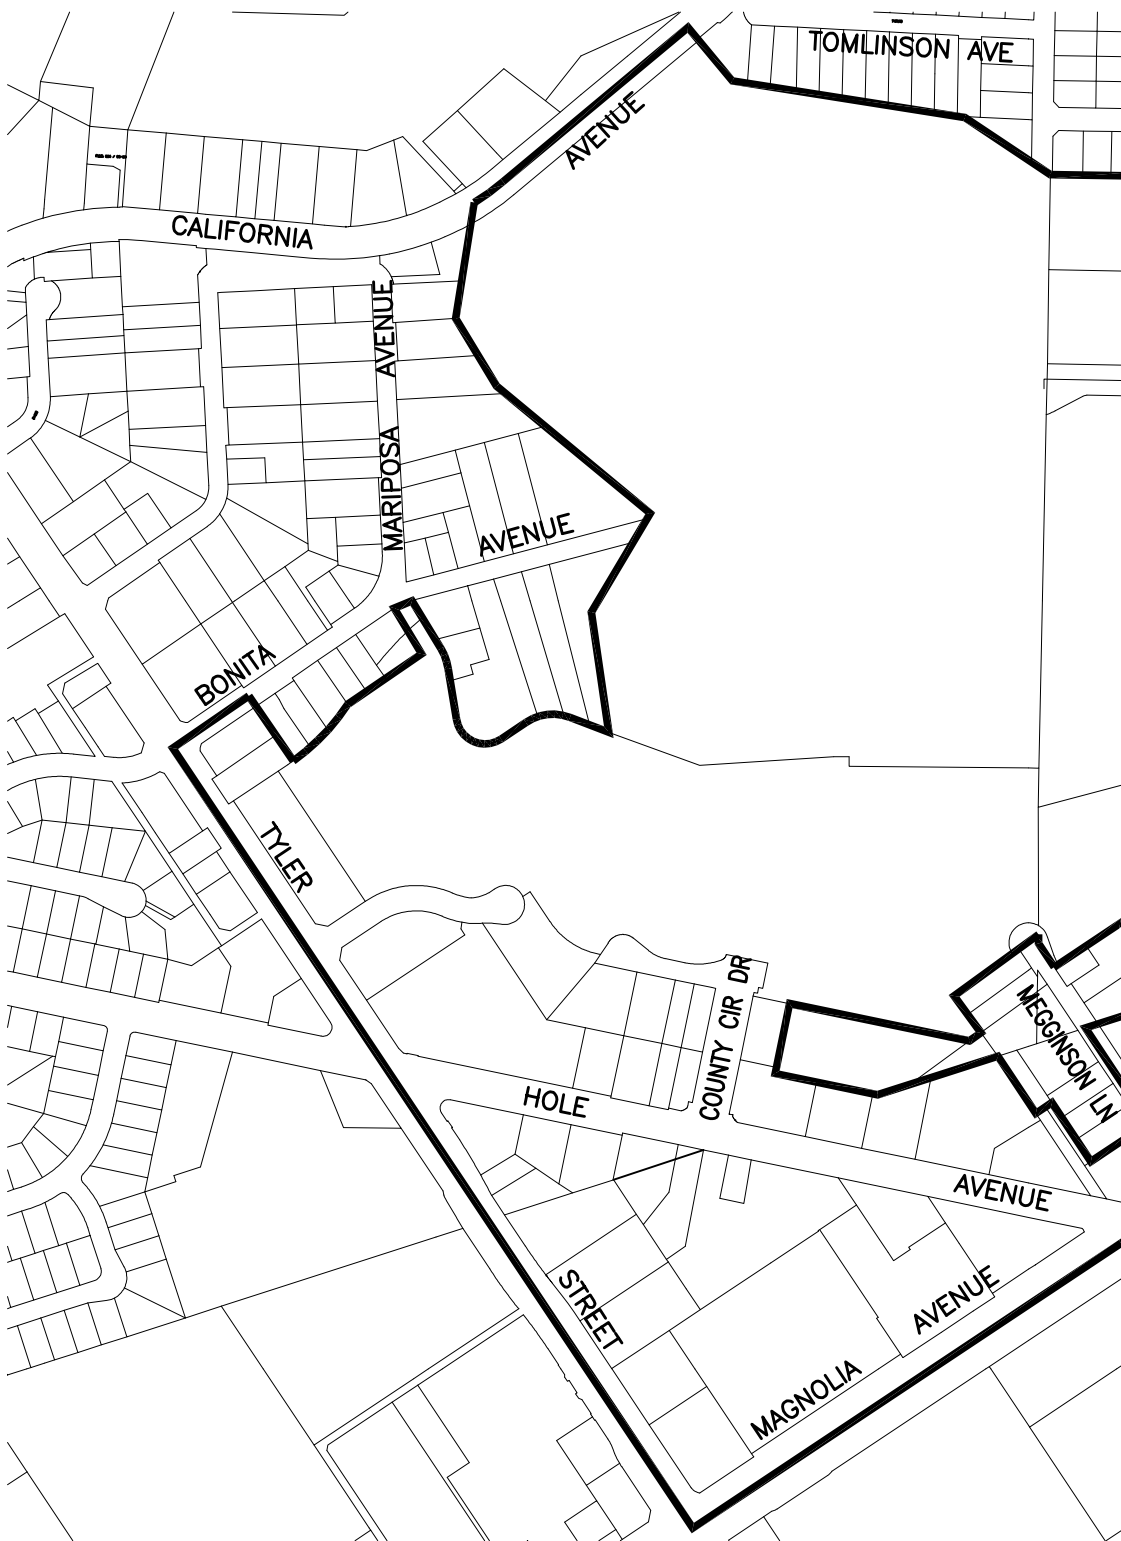 TOMLINSON AVE
AVENUE
CALIFORNIA
MARIPOSA AVENUE
AVENUE
BONITA
TYLER
COUNTY CIR DR
MEGGINSON LN
HOLE
AVENUE
STREET
AVENUE
MAGNOLIA